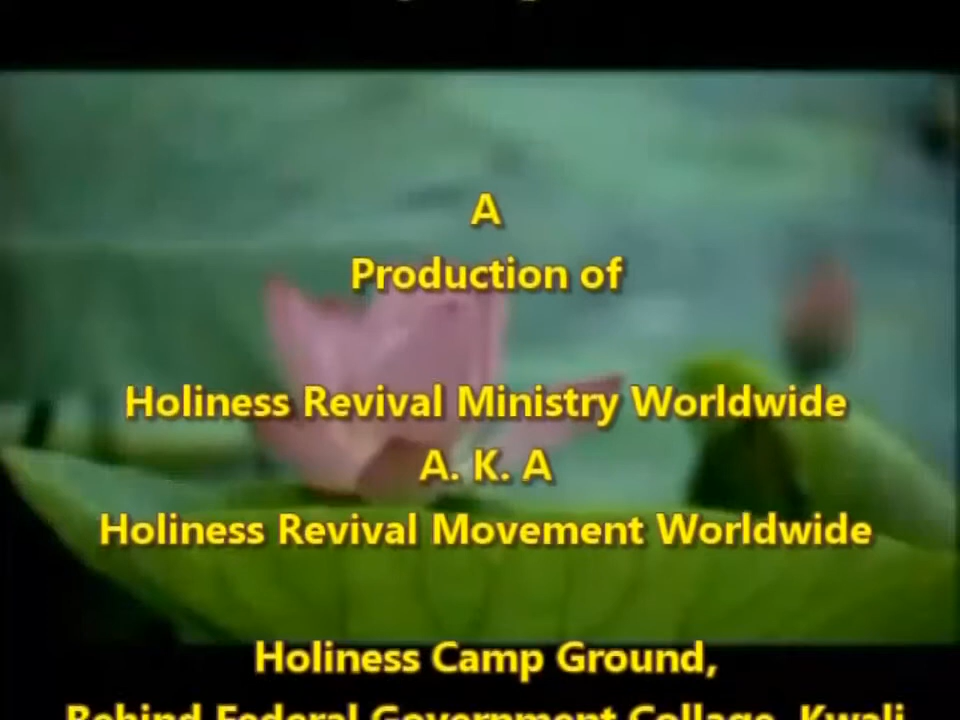 A
Production of
Holiness Revival Ministry Worldwide
A. K. A
Holiness Revival Movement Worldwide
Holiness Camp Ground,
Behind Federal Government Collage, Kwali